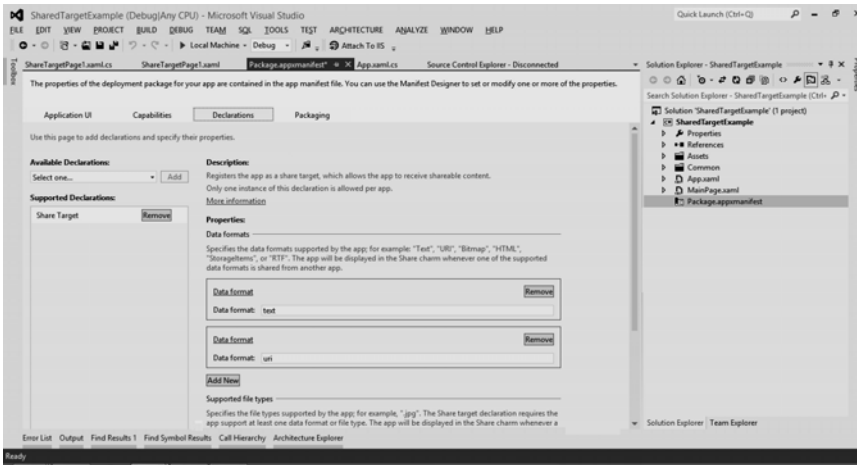 SharedTargetExample (Debug|Any CPU) - Microsoft Visual Studio
Quick Launch (Ctrl+Q)
FILE EDIT VIEW PROJECT BUILD DEBUG TEAM SQL TOOLS TEST ARCHITECTURE ANALYZE WINDOW HELP
Local Machine - Debug Attach To IIS
Toolbox
ShareTargetPage1.xaml.cs ShareTargetPage1.xaml Package.appxmanifest* App.xaml.cs Source Control Explorer - Disconnected
The properties of the deployment package for your app are contained in the app manifest file. You can use the Manifest Designer to set or modify one or more of the properties.
Application UI Capabilities Declarations Packaging
Use this page to add declarations and specify their properties.
Available Declarations:
Select one... Add
Supported Declarations:
Share Target Remove
Description:
Registers the app as a share target, which allows the app to receive shareable content.
Only one instance of this declaration is allowed per app.
More information
Properties:
Data formats
Specifies the data formats supported by the app; for example: "Text", "URI", "Bitmap", "HTML",
"StorageItems", or "RTF". The app will be displayed in the Share charm whenever one of the supported
data formats is shared from another app.
Data format Remove
Data format: text
Data format Remove
Data format: uri
Add New
Supported file types
Specifies the file types supported by the app; for example, ".jpg". The Share target declaration requires the
app support at least one data format or file type. The app will be displayed in the Share charm whenever a
Solution Explorer - SharedTargetExample
Search Solution Explorer - SharedTargetExample (Ctrl+
Solution 'SharedTargetExample' (1 project)
SharedTargetExample
Properties
References
Assets
Common
App.xaml
MainPage.xaml
Package.appxmanifest
Solution Explorer Team Explorer
Error List Output Find Results 1 Find Symbol Results Call Hierarchy Architecture Explorer
Ready